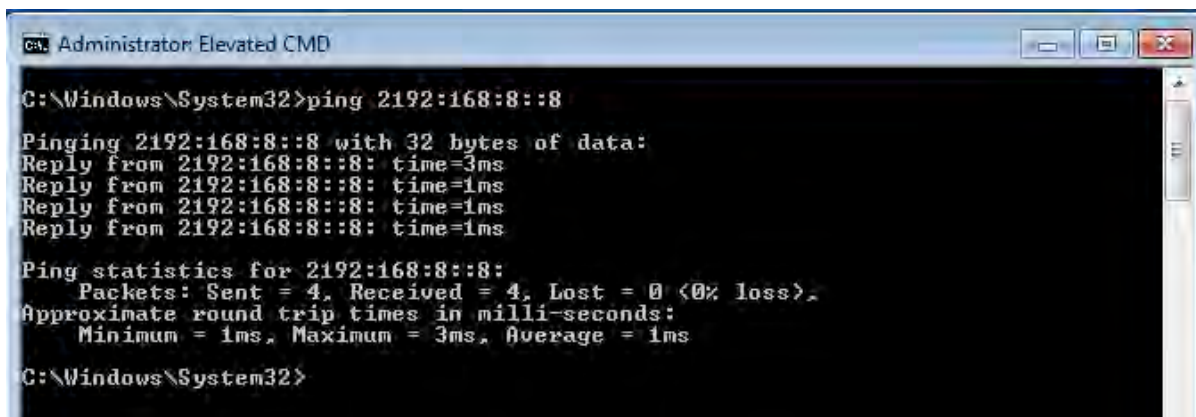 Administrator: Elevated CMD
C:\Windows\System32>ping 2192:168:8::8
Pinging 2192:168:8::8 with 32 bytes of data:
Reply from 2192:168:8::8: time=3ms
Reply from 2192:168:8::8: time=1ms
Reply from 2192:168:8::8: time=1ms
Reply from 2192:168:8::8: time=1ms
Ping statistics for 2192:168:8::8:
Packets: Sent = 4, Received = 4, Lost = 0 (0% loss),
Approximate round trip times in milli-seconds:
Minimum = 1ms, Maximum = 3ms, Average = 1ms
C:\Windows\System32>